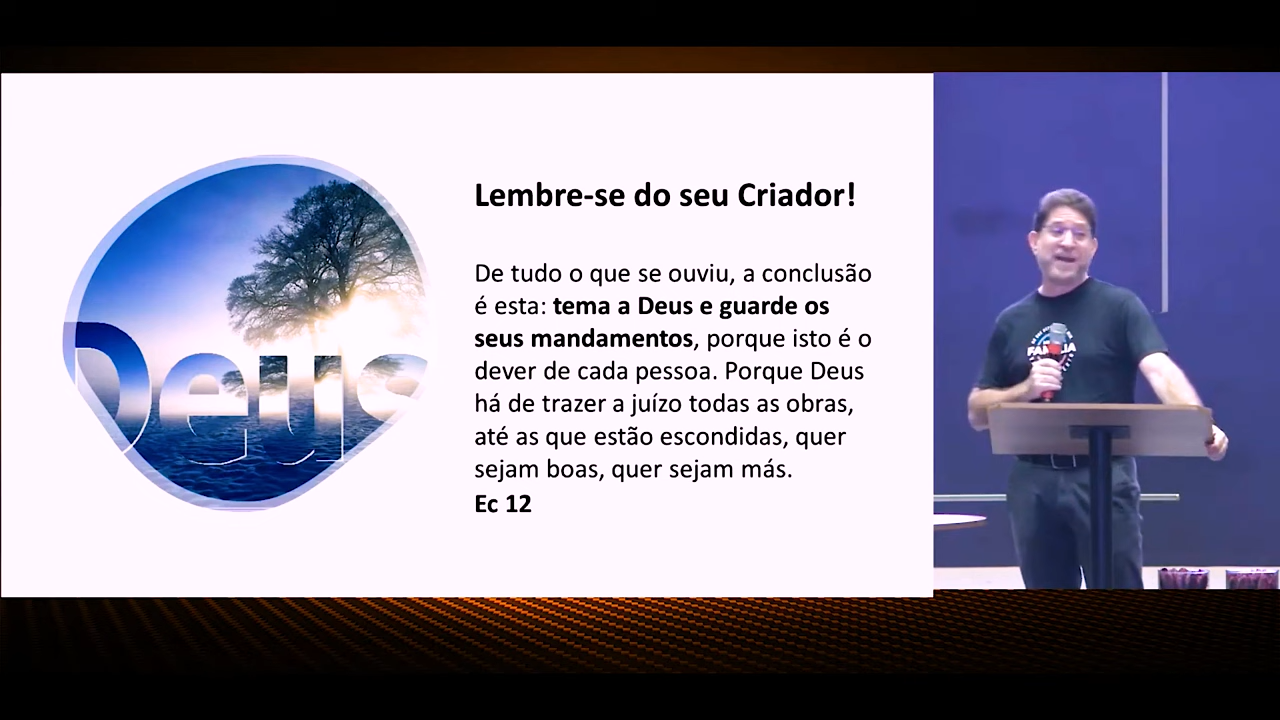 Deus
Lembre-se do seu Criador!
De tudo o que se ouviu, a conclusão
é esta: tema a Deus e guarde os
seus mandamentos, porque isto é o
dever de cada pessoa. Porque Deus
há de trazer a juízo todas as obras,
até as que estão escondidas, quer
sejam boas, quer sejam más.
Ec 12